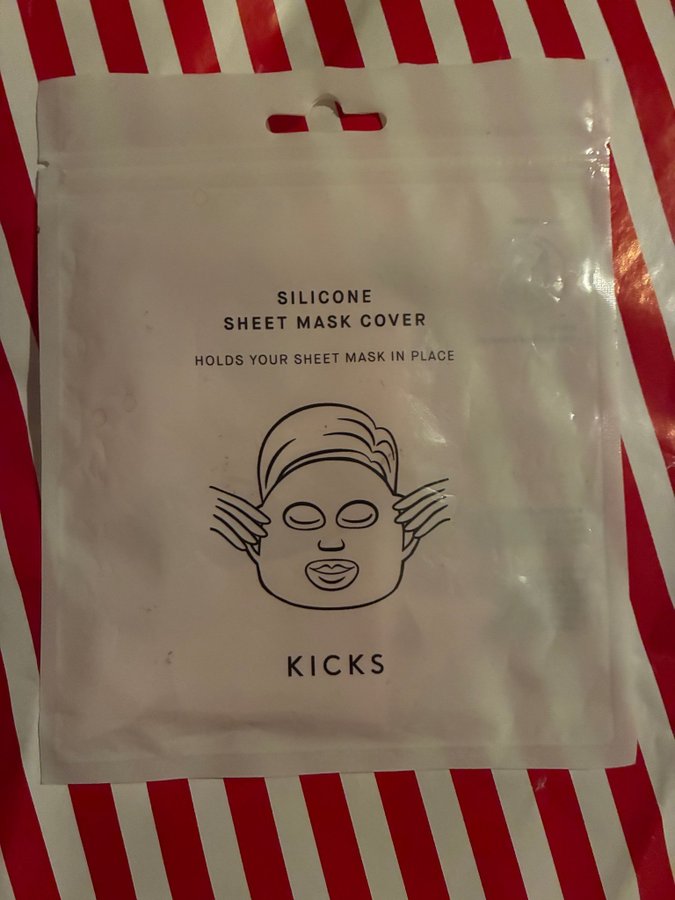 SILICONE
SHEET MASK COVER
HOLDS YOUR SHEET MASK IN PLACE
KICKS